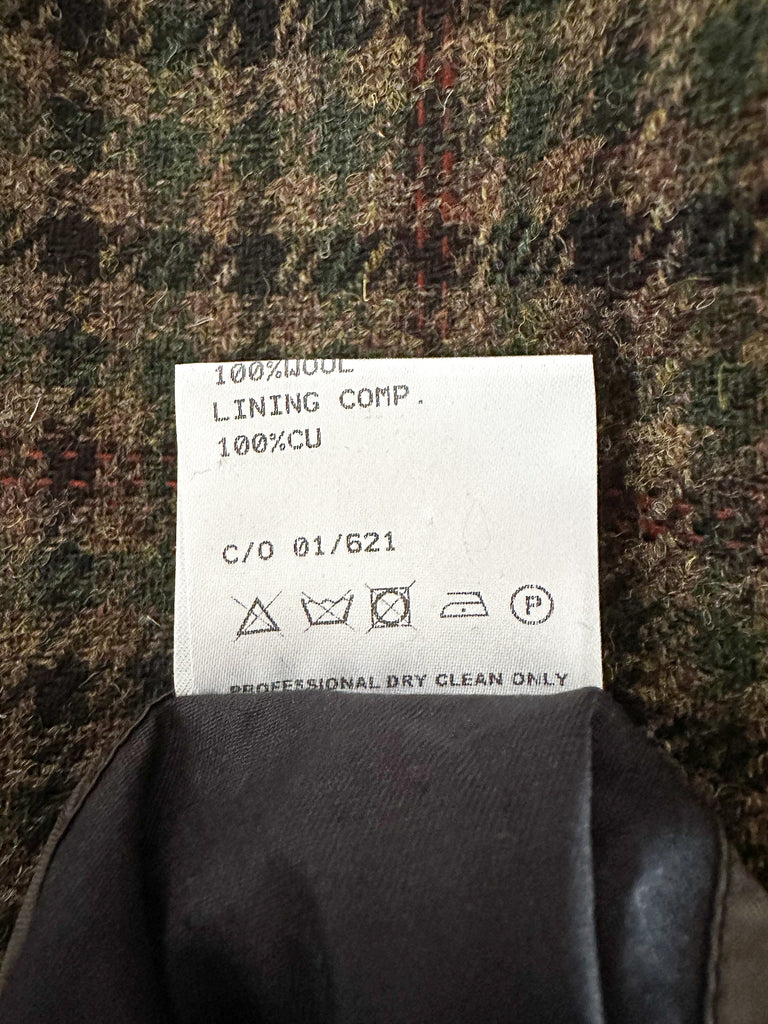 100%WOOL
LINING COMP.
100%CU
C/O 01/621
P
PROFESSIONAL DRY CLEAN ONLY